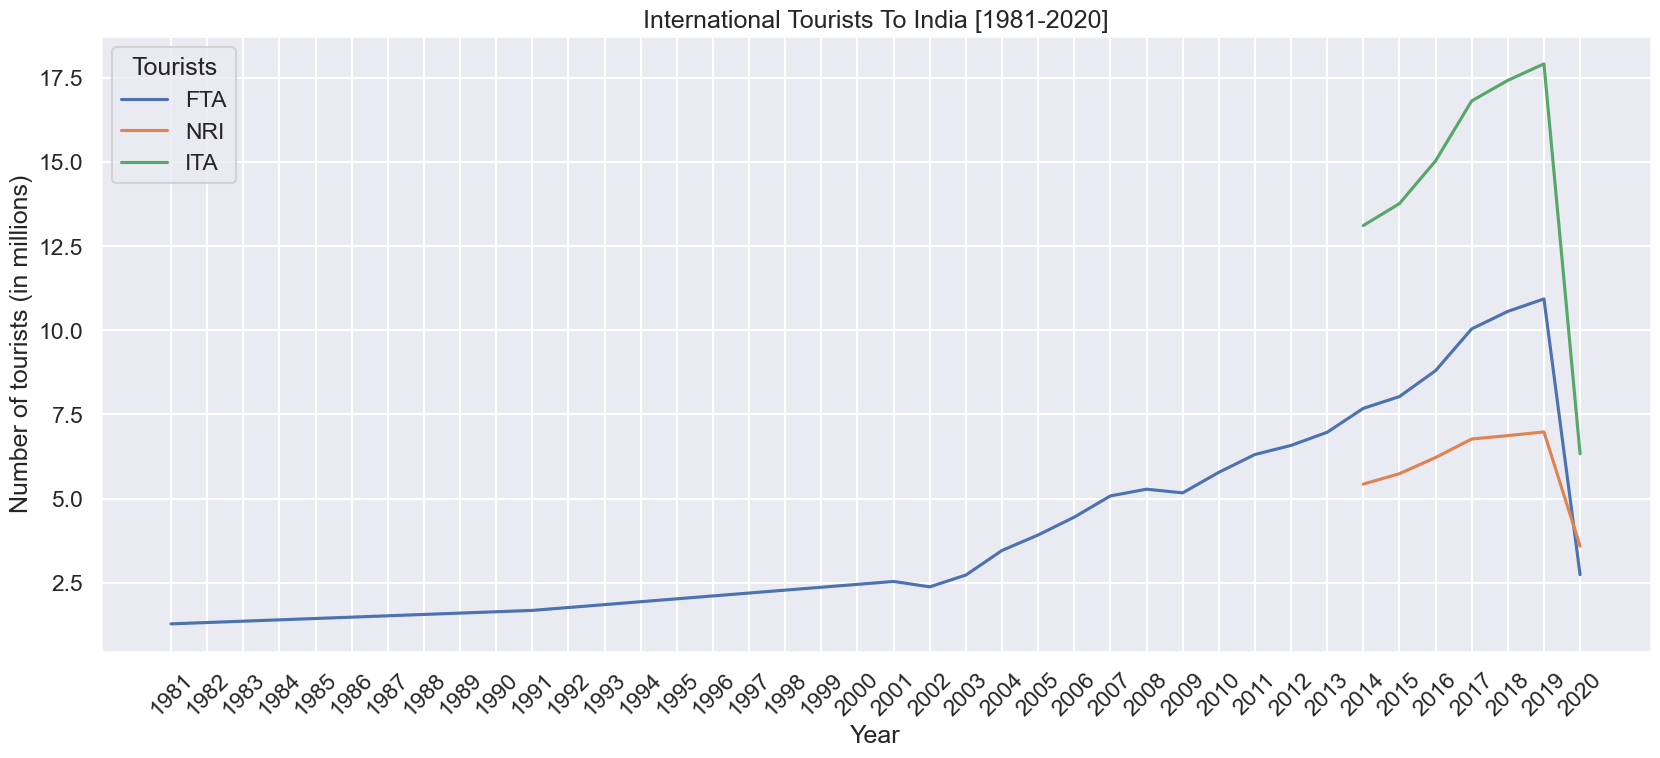 International Tourists To India [1981-2020]
Tourists
FTA
NRI
ITA
Number of tourists (in millions)
17.5
15.0
12.5
10.0
7.5
5.0
2.5
1981 1982 1983 1984 1985 1986 1987 1988 1989 1990 1991 1992 1993 1994 1995 1996 1997 1998 1999 2000 2001 2002 2003 2004 2005 2006 2007 2008 2009 2010 2011 2012 2013 2014 2015 2016 2017 2018 2019 2020
Year